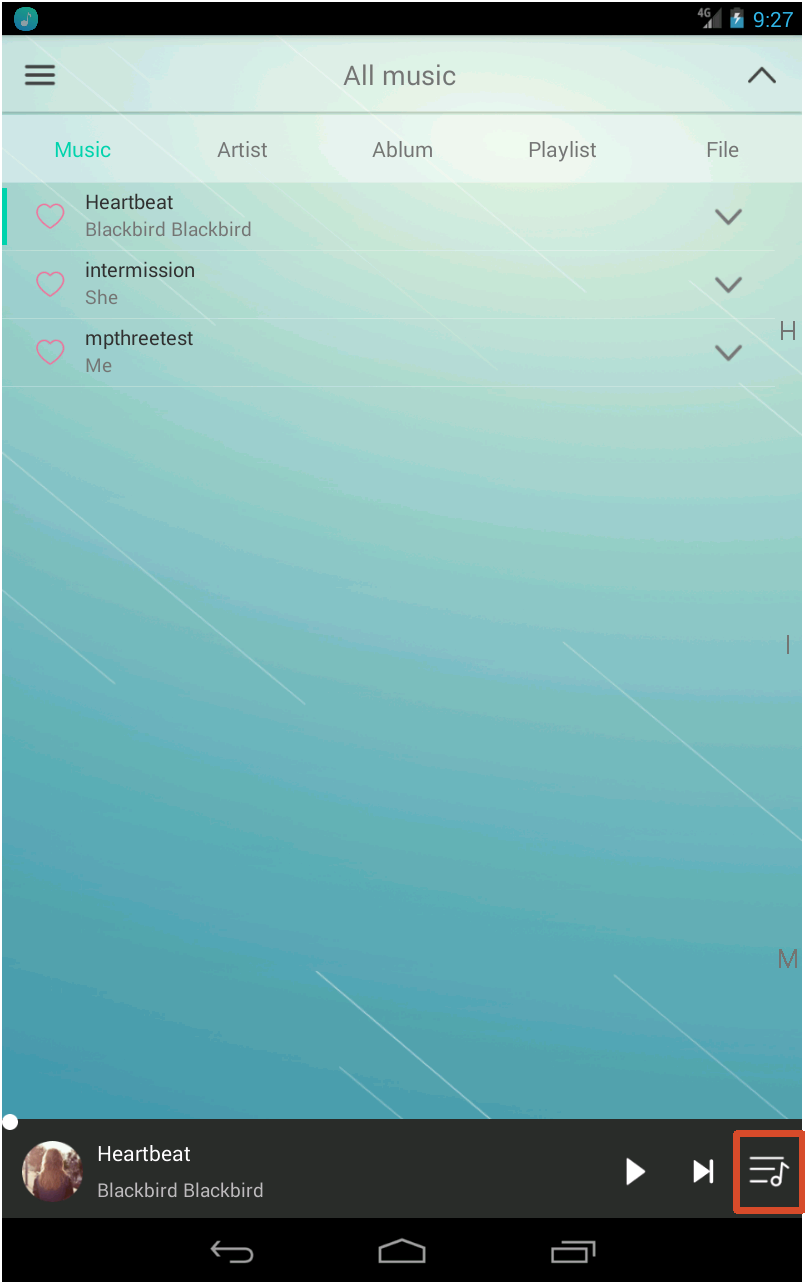 4G 9:27
All music
Music Artist Ablum Playlist File
Heartbeat
Blackbird Blackbird
intermission
She
H
mpthreetest
Me
I
M
Heartbeat
Blackbird Blackbird